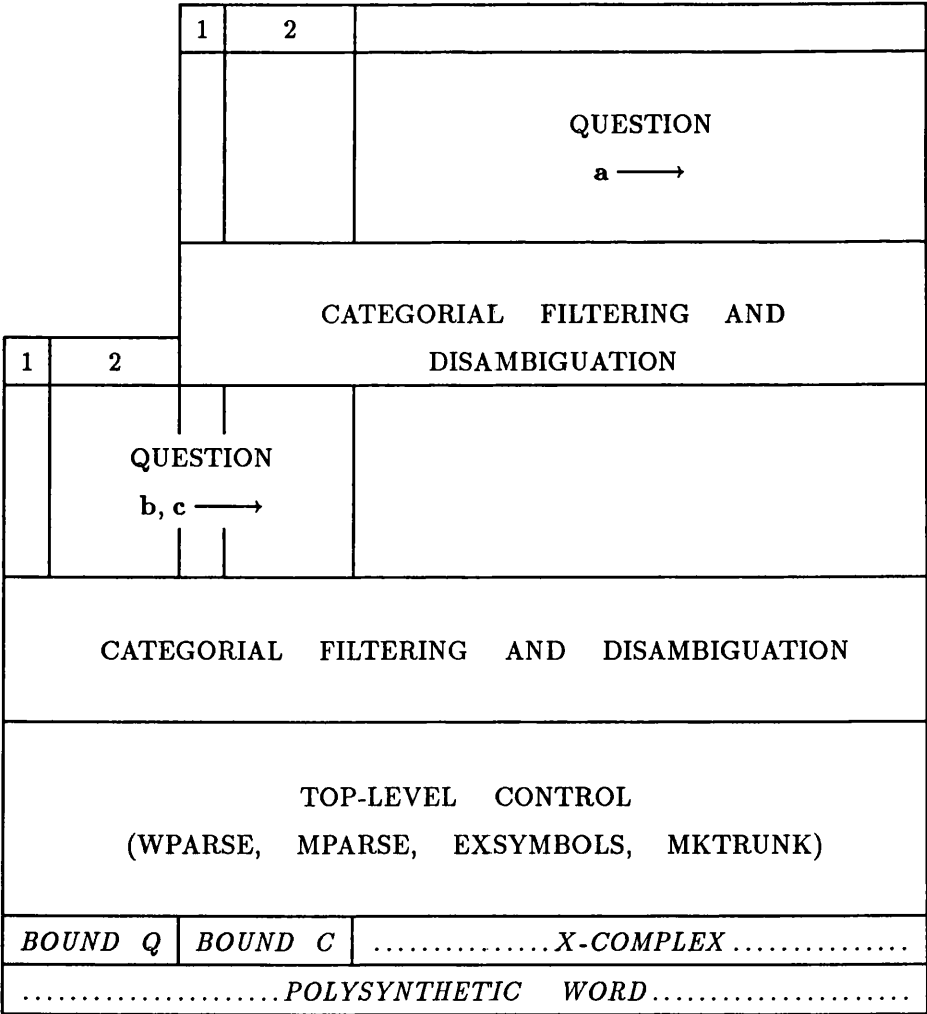 1 2
QUESTION
a ⟶
CATEGORIAL FILTERING AND
1 2 DISAMBIGUATION
QUESTION
b, c ⟶
CATEGORIAL FILTERING AND DISAMBIGUATION
TOP-LEVEL CONTROL
(WPARSE, MPARSE, EXSYMBOLS, MKTRUNK)
BOUND Q BOUND C ...............X-COMPLEX...............
......................POLYSYNTHETIC WORD......................